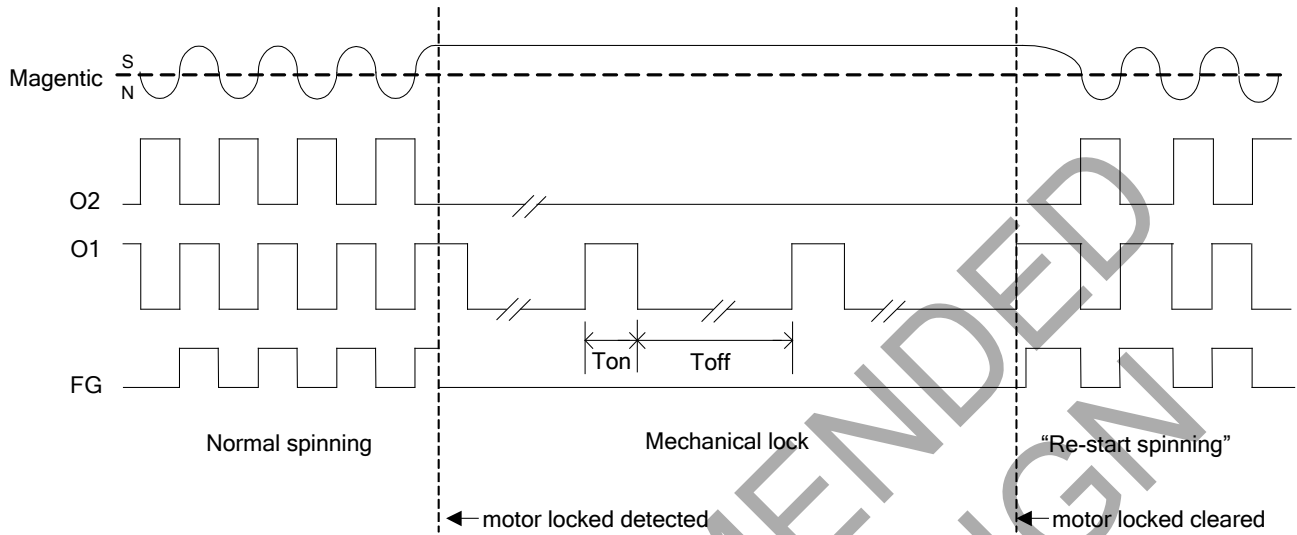 S
Magentic
N
O2
O1
Ton
Toff
FG
Normal spinning
Mechanical lock
“Re-start spinning”
motor locked detected
motor locked cleared